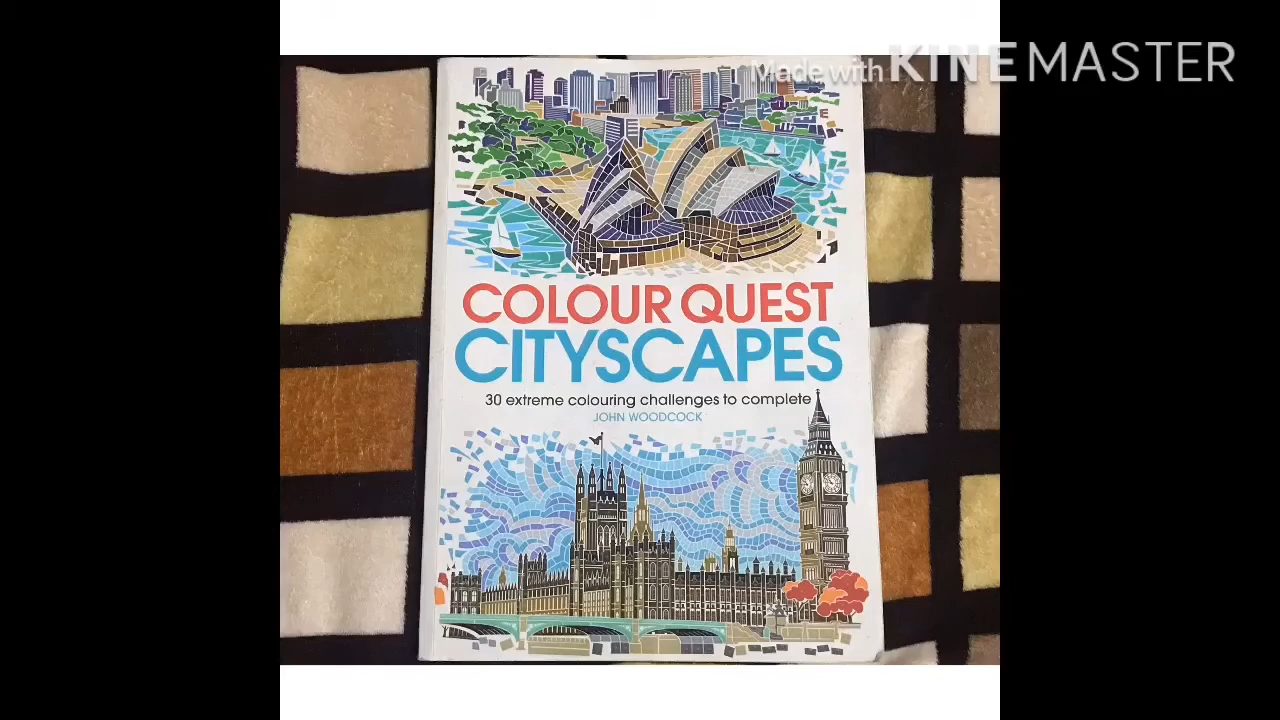 Made with KINEMASTER
COLOUR QUEST
CITYSCAPES
30 extreme colouring challenges to complete
JOHN WOODCOCK